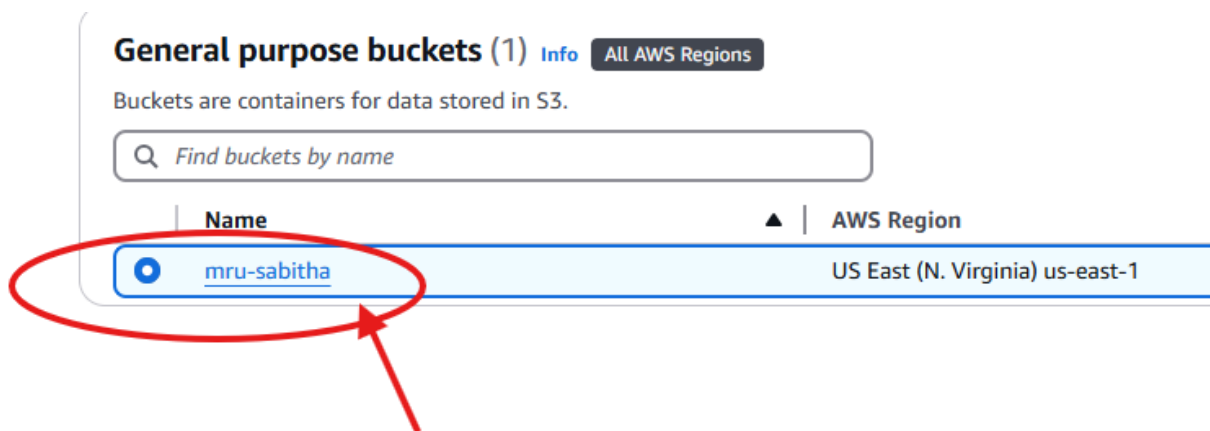 General purpose buckets (1) Info All AWS Regions
Buckets are containers for data stored in S3.
Find buckets by name
Name AWS Region
mru-sabitha US East (N. Virginia) us-east-1